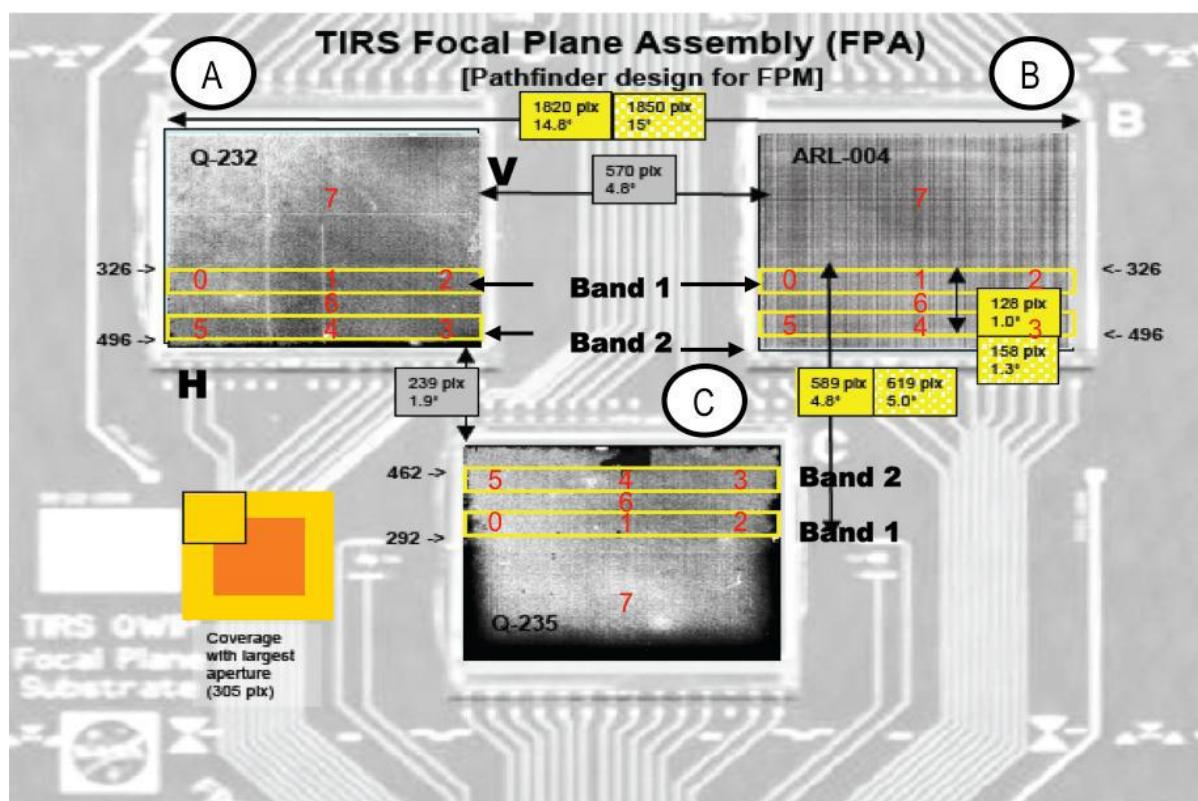 TIRS Focal Plane Assembly (FPA)
[Pathfinder design for FPM]
A
B
B
1820 pix
14.8°
1850 pix
15°
Q-232
V
570 pix
4.8°
ARL-004
7
7
326 ->
0 1 2
Band 1
0 1 2
<- 326
6
6
128 pix
1.0°
5 4 3
5 4 3
496 ->
Band 2
<- 496
158 pix
1.3°
H
239 pix
1.9°
C
589 pix
4.8°
619 pix
5.0°
462 ->
5 4 3
Band 2
6
0 1 2
Band 1
292 ->
7
Q-235
Coverage
with largest
aperture
(305 pix)
TIRS QWIP
Focal Plane
Substrate